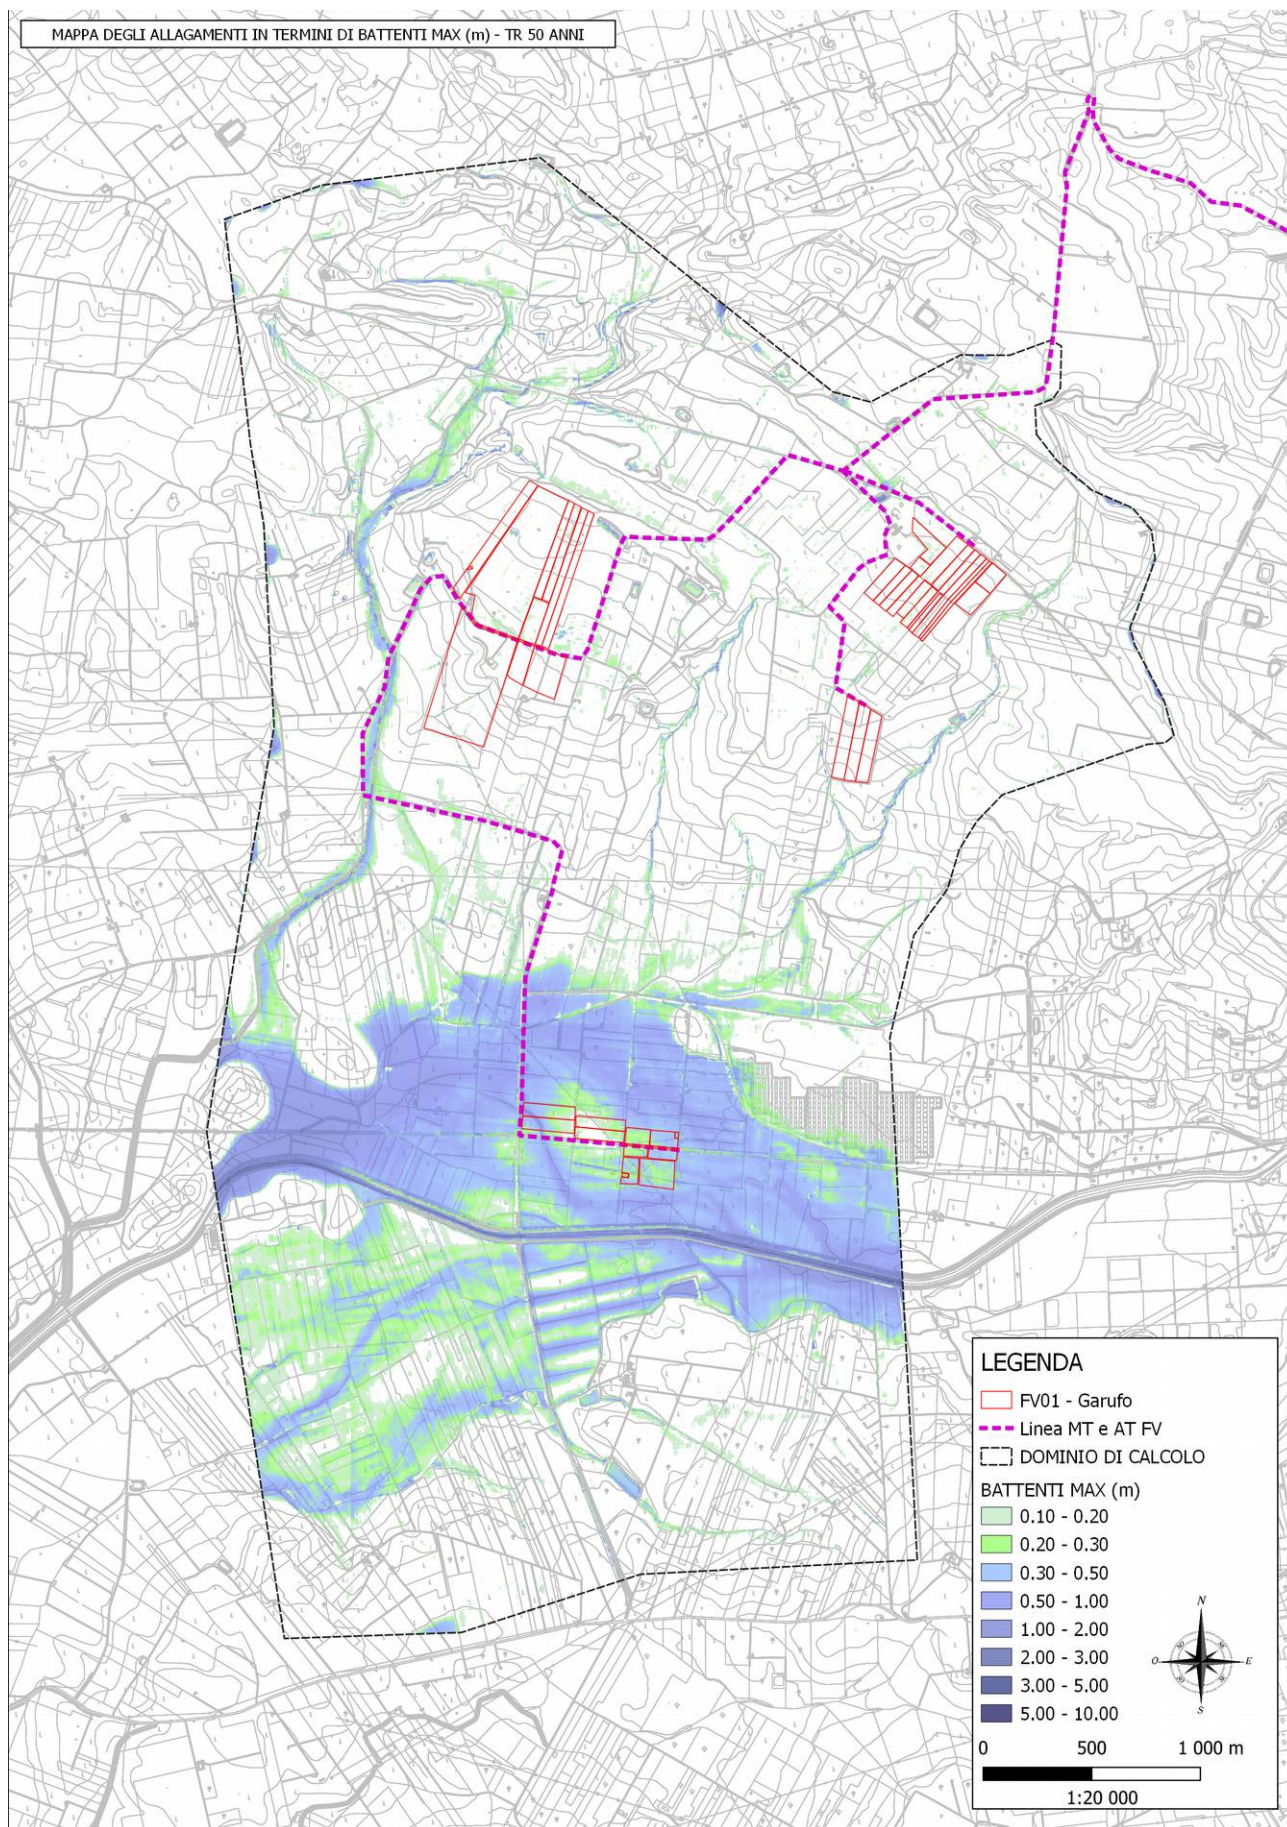 MAPPA DEGLI ALLAGAMENTI IN TERMINI DI BATTENTI MAX (m) - TR 50 ANNI
LEGENDA
FV01 - Garufo
Linea MT e AT FV
DOMINIO DI CALCOLO
BATTENTI MAX (m)
0.10 - 0.20
0.20 - 0.30
0.30 - 0.50
0.50 - 1.00
1.00 - 2.00
2.00 - 3.00
3.00 - 5.00
5.00 - 10.00
N
O
E
S
0 500 1 000 m
1:20 000